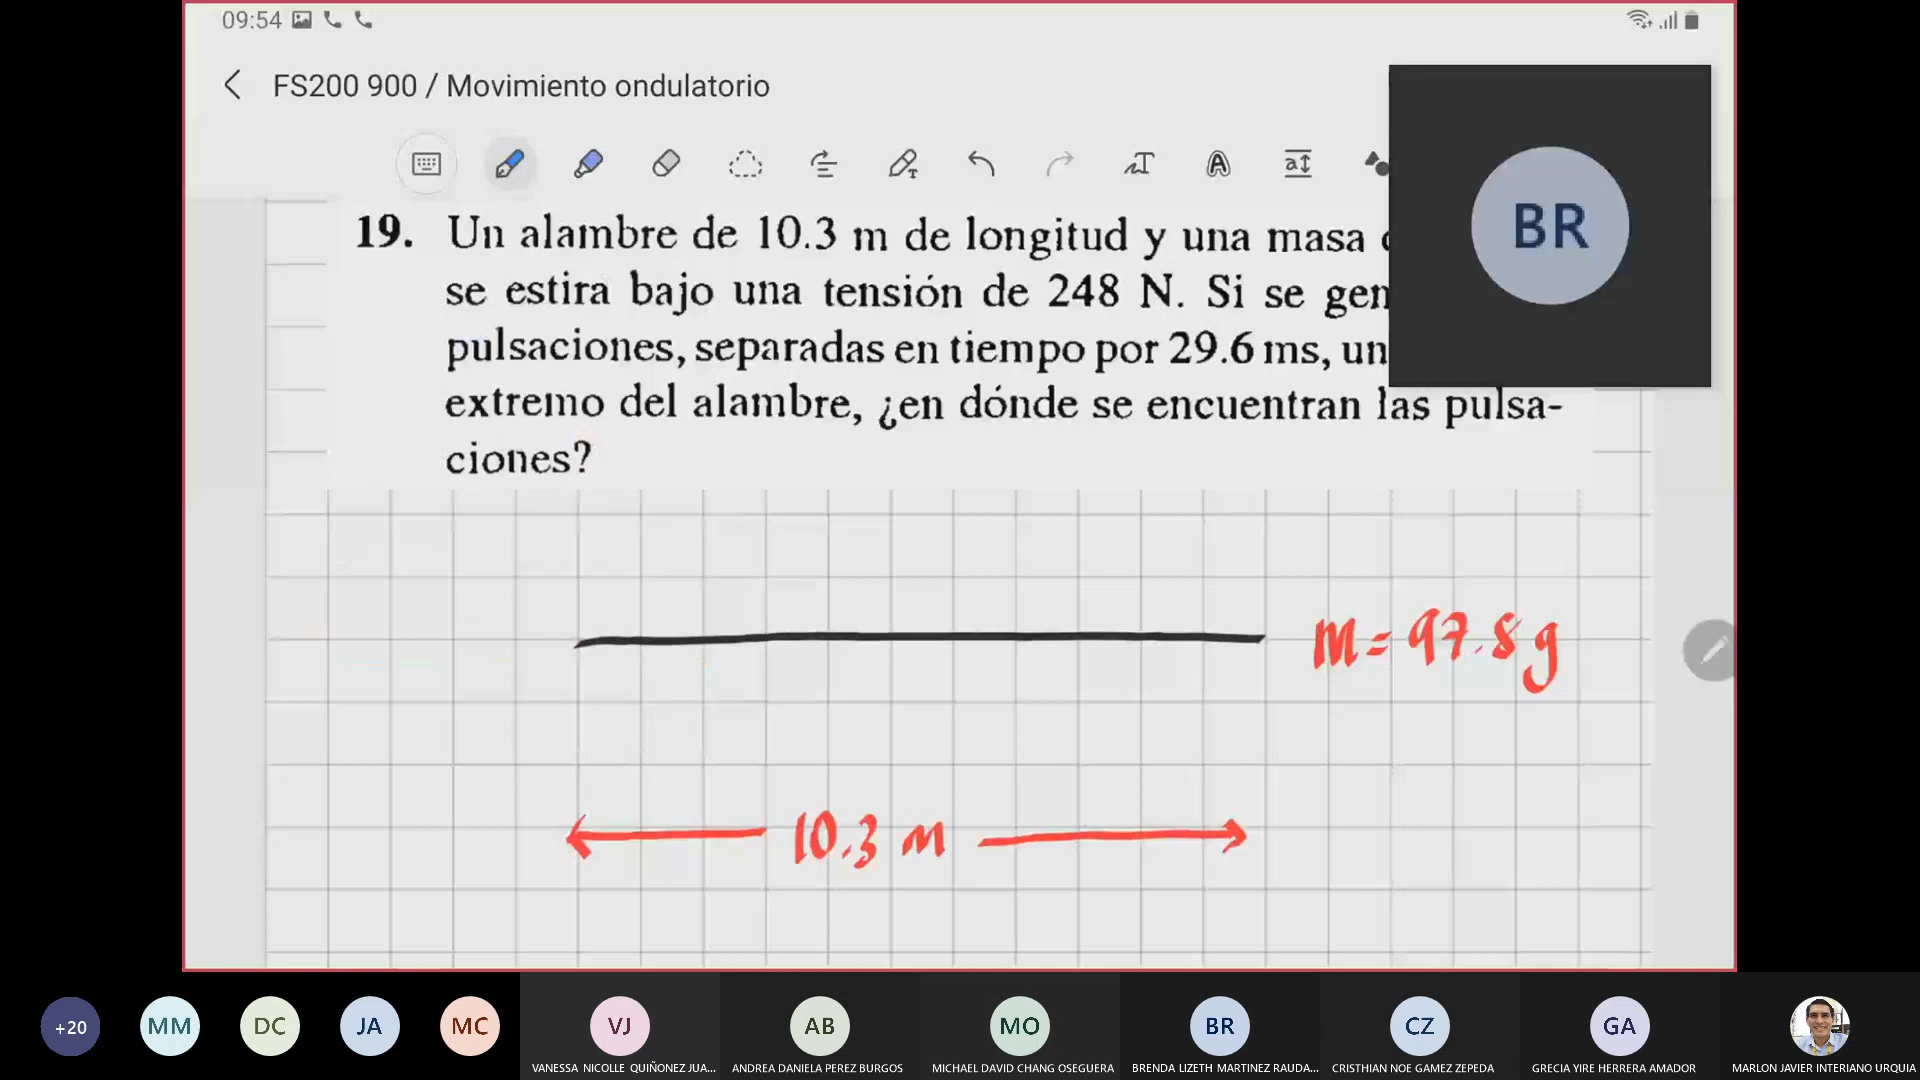 09:54
FS200 900 / Movimiento ondulatorio
19. Un alambre de 10.3 m de longitud y una masa
se estira bajo una tensión de 248 N. Si se gen
pulsaciones, separadas en tiempo por 29.6 ms, un
extremo del alambre, ¿en dónde se encuentran las pulsa-
ciones?
BR
m = 97.8 g
10.3 m
+20
MM
DC
JA
MC
VJ
AB
MO
BR
CZ
GA
VANESSA NICOLLE QUIÑONEZ JUA...
ANDREA DANIELA PEREZ BURGOS
MICHAEL DAVID CHANG OSEGUERA
BRENDA LIZETH MARTINEZ RAUDA...
CRISTHIAN NOE GAMEZ ZEPEDA
GRECIA YIRE HERRERA AMADOR
MARLON JAVIER INTERIANO URQUIA